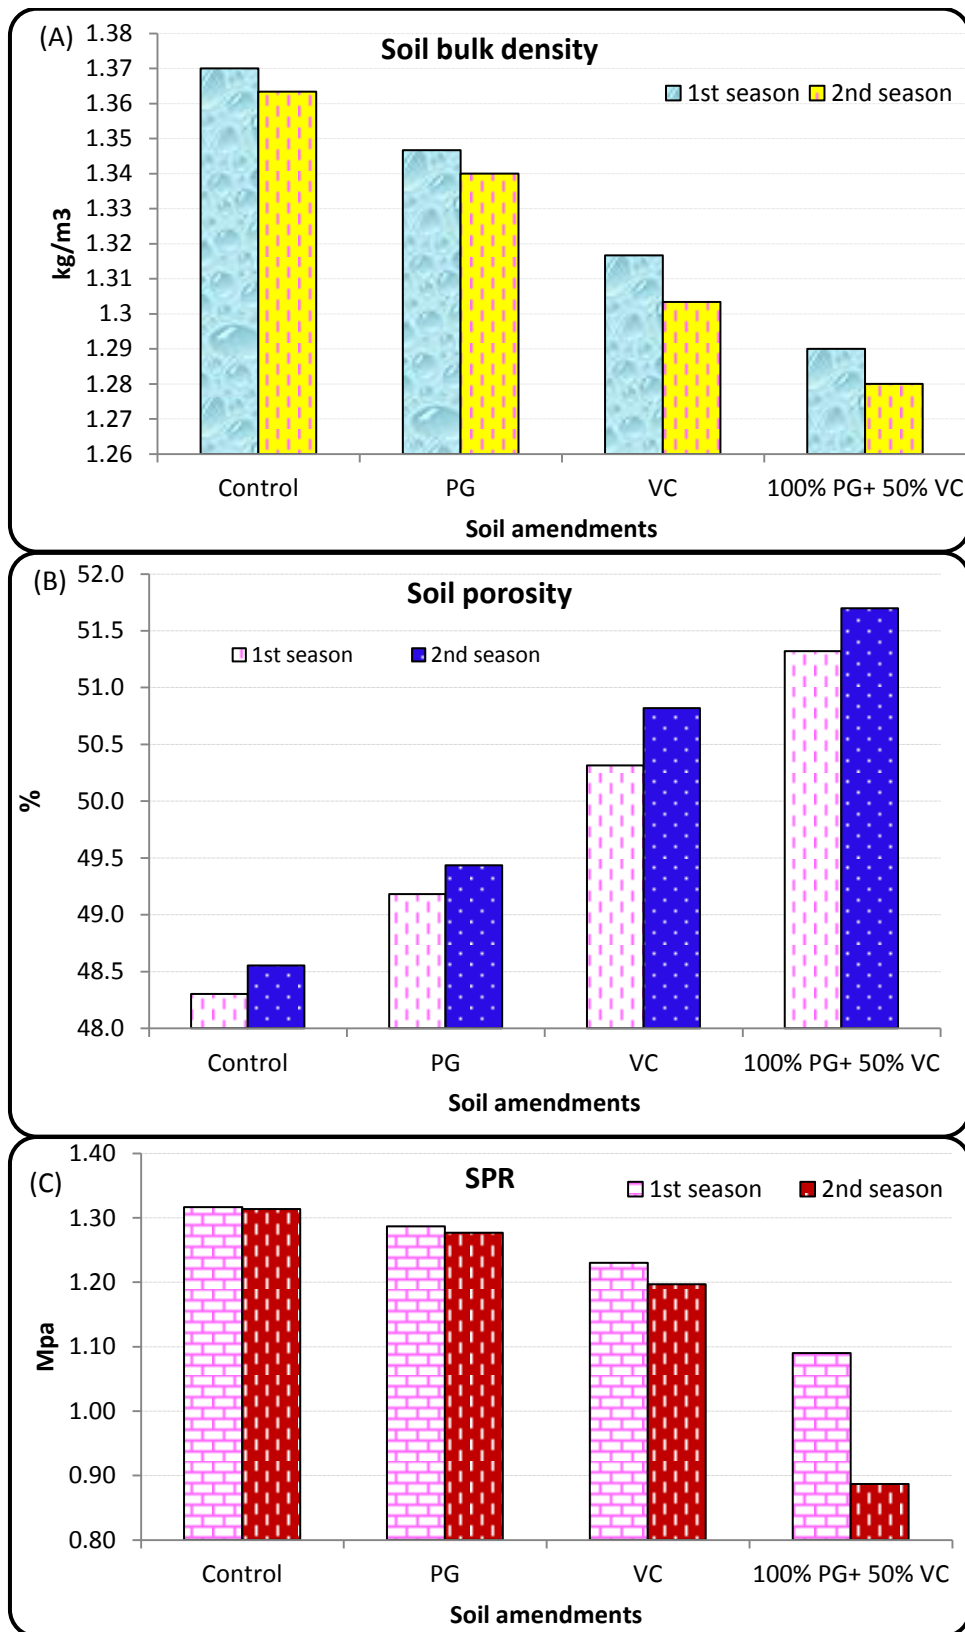 (A)
Soil bulk density
1st season 2nd season
kg/m3
1.38
1.37
1.36
1.35
1.34
1.33
1.32
1.31
1.3
1.29
1.28
1.27
1.26
Control PG VC 100% PG+ 50% VC
Soil amendments
(B)
Soil porosity
1st season 2nd season
%
52.0
51.5
51.0
50.5
50.0
49.5
49.0
48.5
48.0
Control PG VC 100% PG+ 50% VC
Soil amendments
(C)
SPR
1st season 2nd season
Mpa
1.40
1.30
1.20
1.10
1.00
0.90
0.80
Control PG VC 100% PG+ 50% VC
Soil amendments